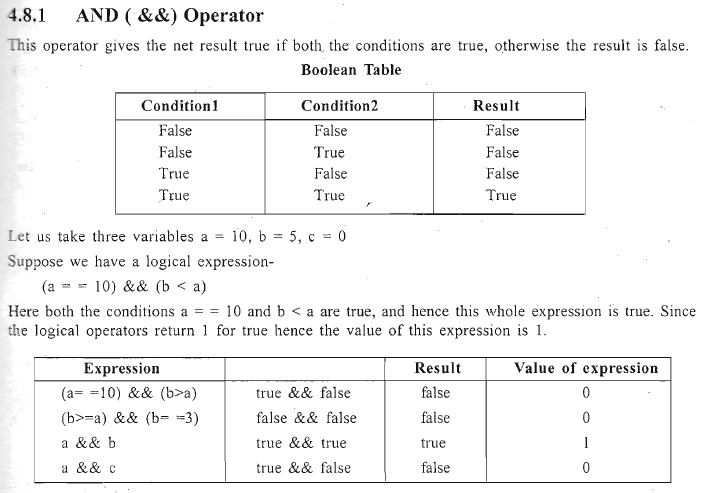 4.8.1 AND ( &&) Operator
This operator gives the net result true if both the conditions are true, otherwise the result is false.
Boolean Table
Condition1 Condition2 Result
False False False
False True False
True False False
True True True
Let us take three variables a = 10, b = 5, c = 0
Suppose we have a logical expression-
(a = = 10) && (b < a)
Here both the conditions a = = 10 and b < a are true, and hence this whole expression is true. Since
the logical operators return 1 for true hence the value of this expression is 1.
Expression Result Value of expression
(a= =10) && (b>a) true && false false 0
(b>=a) && (b= =3) false && false false 0
a && b true && true true 1
a && c true && false false 0